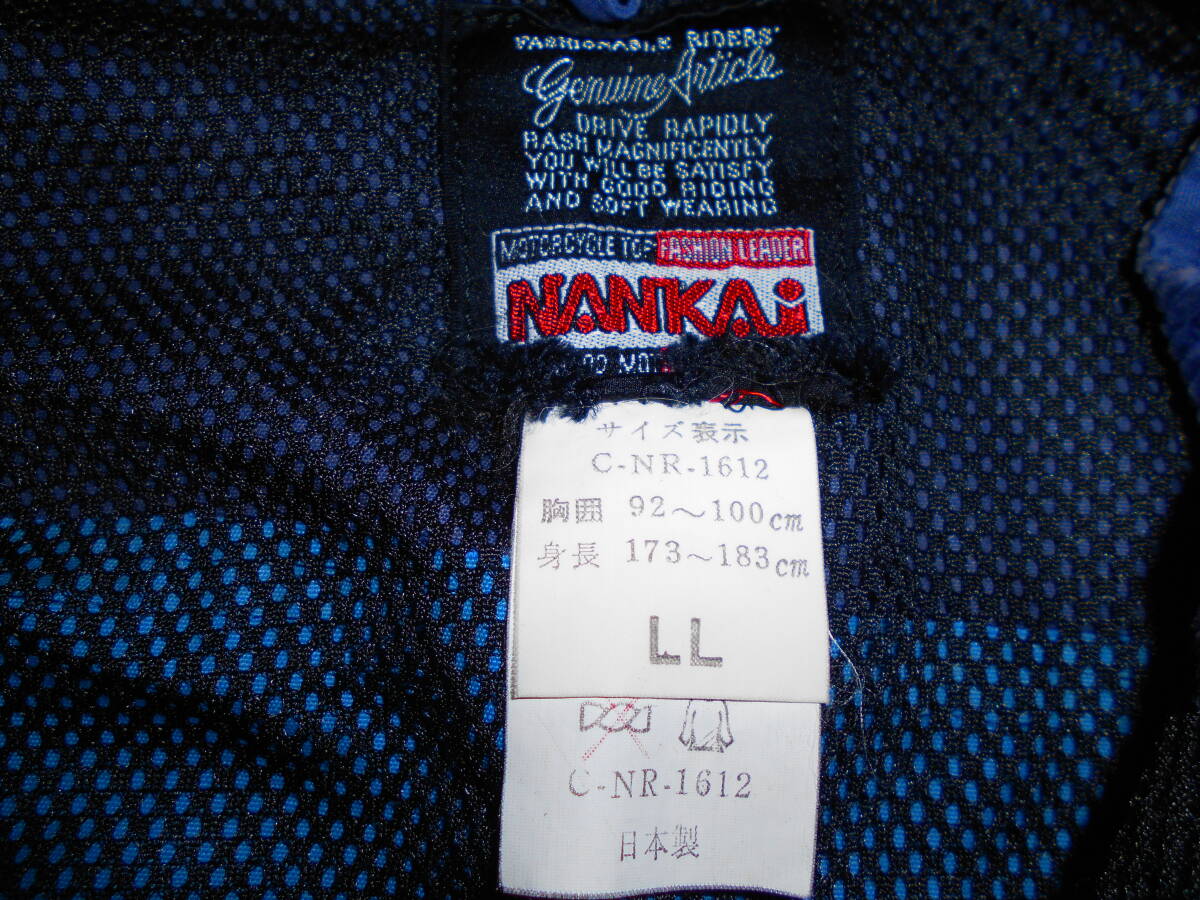 FASHIONABLE RIDERS'
Genuine Article
DRIVE RAPIDLY
RASH MAGNIFICENTLY
YOU WILL BE SATISFY
WITH GOOD RIDING
AND SOFT WEARING
MOTORCYCLE TOP FASHION LEADER
NANKAi
サイズ表示
C-NR-1612
胸囲 92～100cm
身長 173～183cm
LL
C-NR-1612
日本製